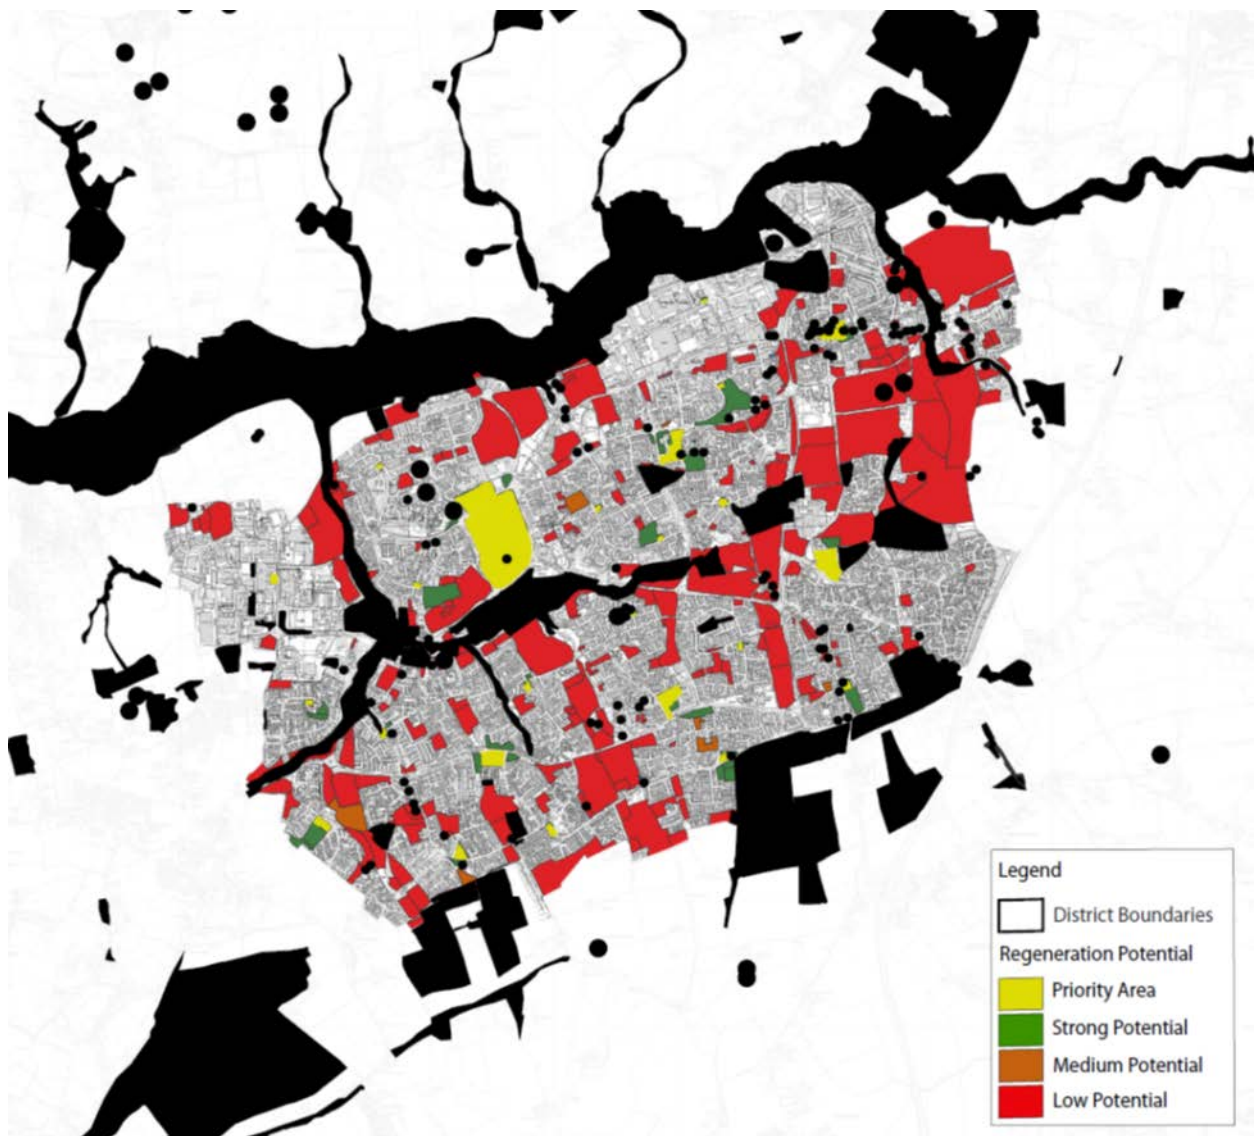 Legend
District Boundaries
Regeneration Potential
Priority Area
Strong Potential
Medium Potential
Low Potential